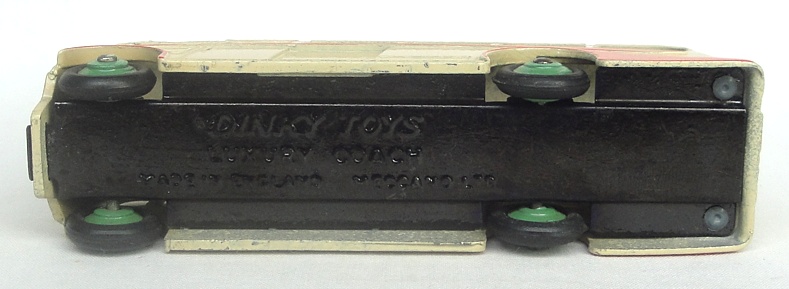 DINKY TOYS
LUXURY COACH
MADE IN ENGLAND MECCANO LTD